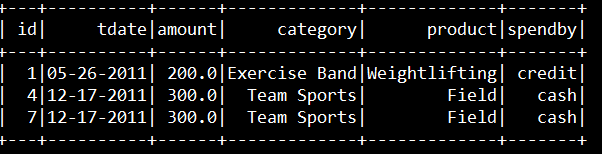 +---+----------+------+-------------+-------------+-------+
| id|     tdate|amount|     category|      product|spendby|
+---+----------+------+-------------+-------------+-------+
|  1|05-26-2011| 200.0|Exercise Band|Weightlifting| credit|
|  4|12-17-2011| 300.0|  Team Sports|        Field|   cash|
|  7|12-17-2011| 300.0|  Team Sports|        Field|   cash|
+---+----------+------+-------------+-------------+-------+